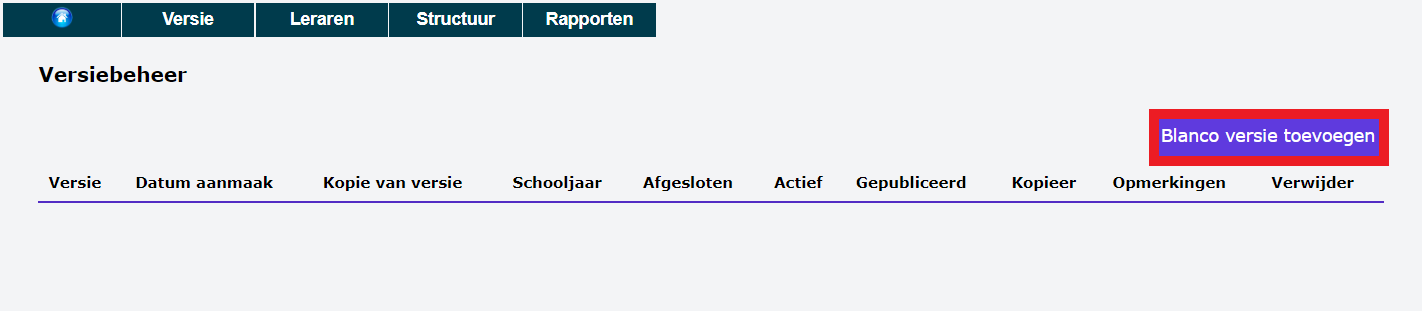 Versie Leraren Structuur Rapporten
Versiebeheer
Blanco versie toevoegen
Versie Datum aanmaak Kopie van versie Schooljaar Afgesloten Actief Gepubliceerd Kopieer Opmerkingen Verwijder